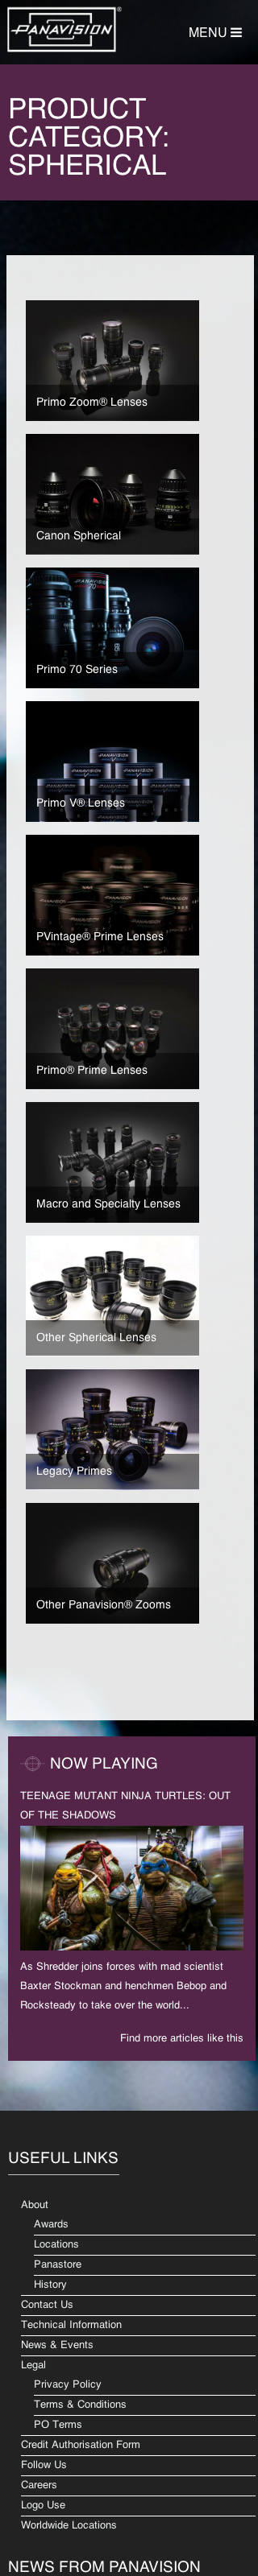 PANAVISION®
MENU
PRODUCT
CATEGORY:
SPHERICAL
Primo Zoom® Lenses
Canon Spherical
PANAVISION
70
Primo 70 Series
PANAVISION
PANAVISION
PANAVISION
Primo V® Lenses
PVintage® Prime Lenses
Primo® Prime Lenses
Macro and Specialty Lenses
Other Spherical Lenses
Legacy Primes
Other Panavision® Zooms
NOW PLAYING
TEENAGE MUTANT NINJA TURTLES: OUT
OF THE SHADOWS
As Shredder joins forces with mad scientist
Baxter Stockman and henchmen Bebop and
Rocksteady to take over the world...
Find more articles like this
USEFUL LINKS
About
Awards
Locations
Panastore
History
Contact Us
Technical Information
News & Events
Legal
Privacy Policy
Terms & Conditions
PO Terms
Credit Authorisation Form
Follow Us
Careers
Logo Use
Worldwide Locations
NEWS FROM PANAVISION